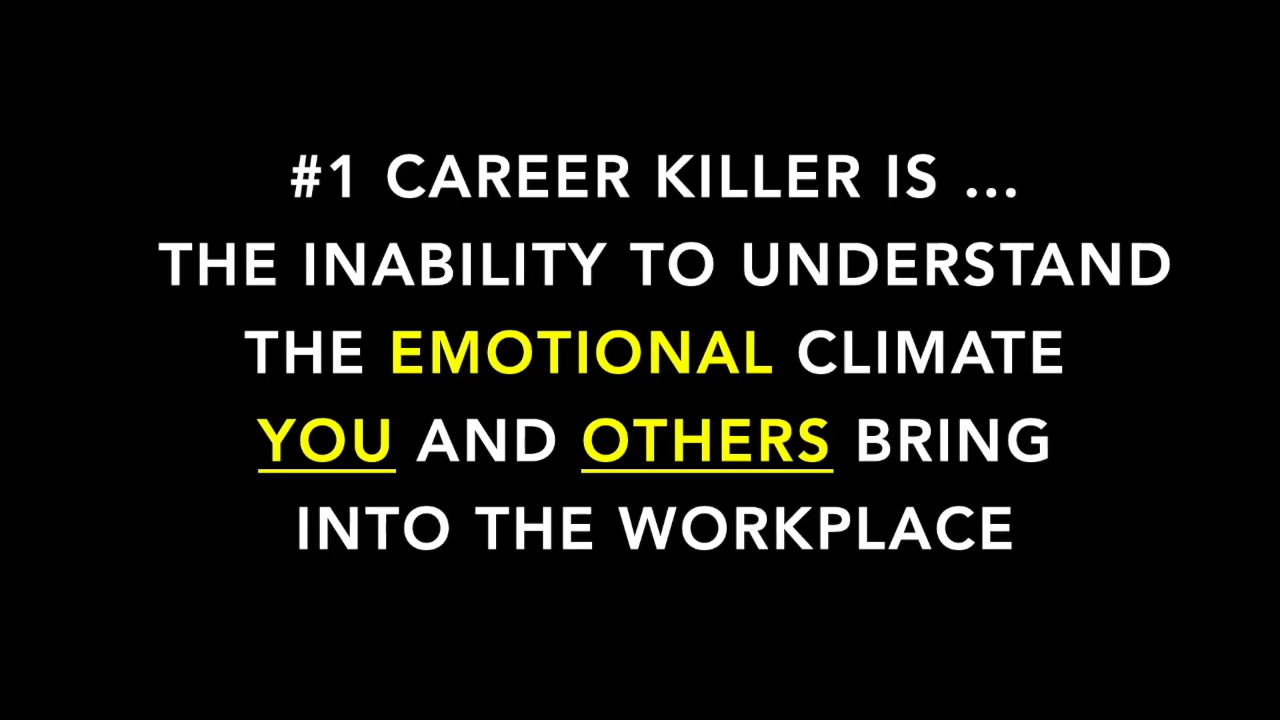 #1 CAREER KILLER IS ...
THE INABILITY TO UNDERSTAND
THE EMOTIONAL CLIMATE
YOU AND OTHERS BRING
INTO THE WORKPLACE